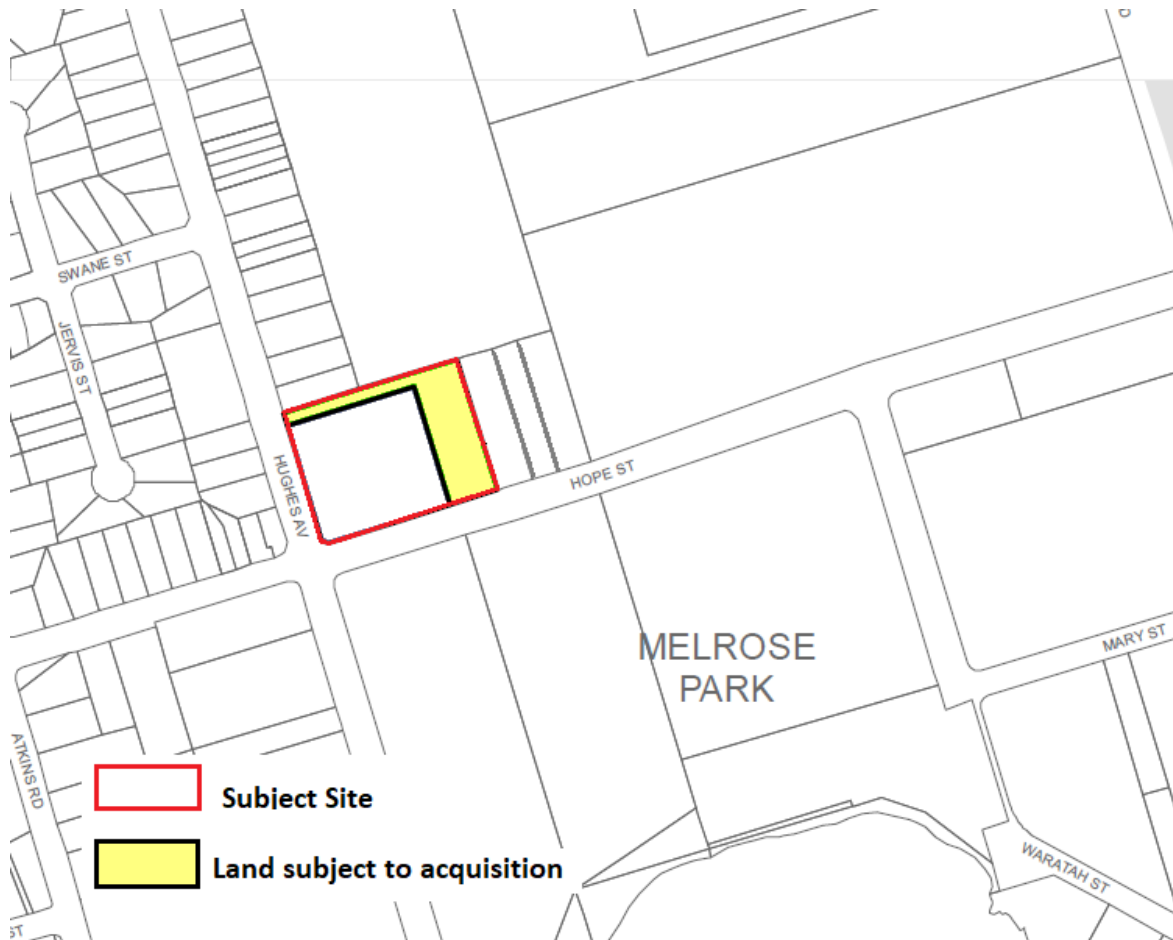 SWANE ST
JERVIS ST
HUGHES AV
HOPE ST
MELROSE
PARK
MARY ST
ATKINS RD
Subject Site
Land subject to acquisition
WARATAH ST
ST
D